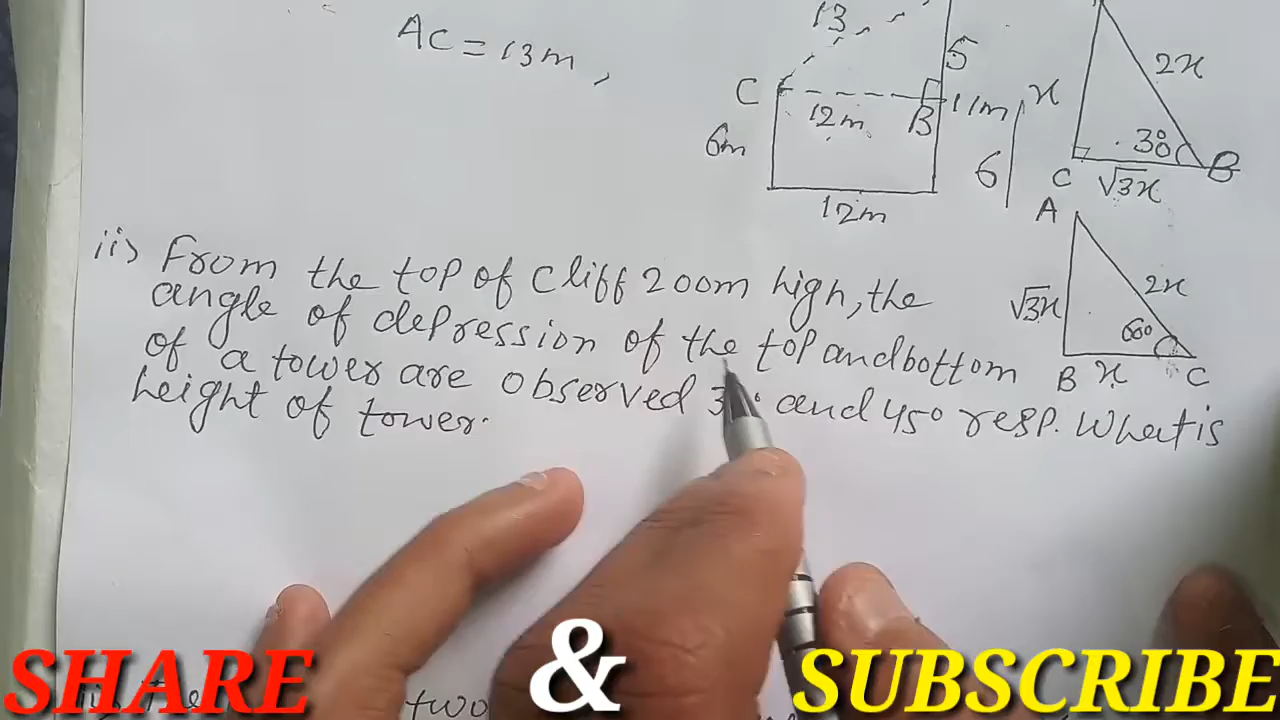 AC = 13m,
13
5
C
12m
B
11m
6m
6
12m
x
2x
30°
C
√3x
B
A
√3x
2x
60°
B
x
C
ii) From the top of cliff 200m high, the
angle of depression of the top and bottom
of a tower are observed 3 ° and 45° resp. What is
height of tower.
two
SHARE & SUBSCRIBE